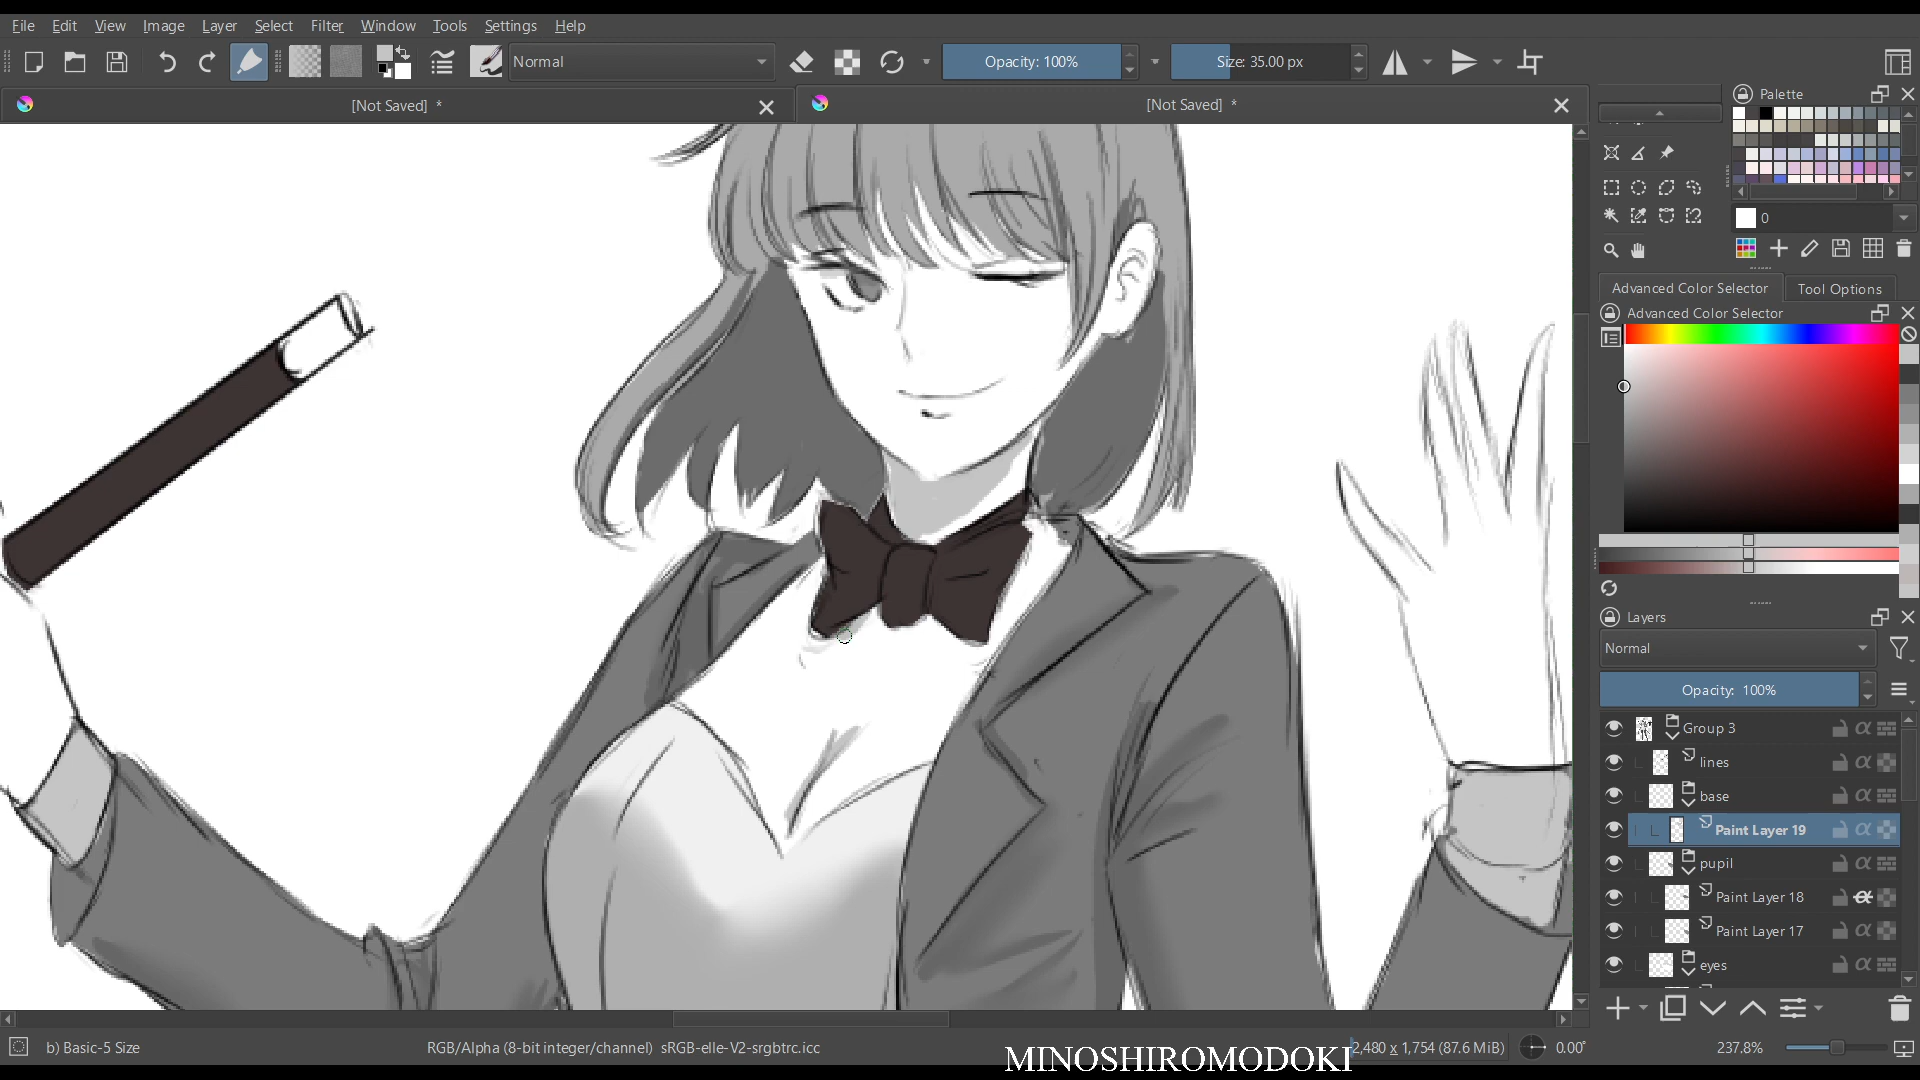 File Edit View Image Layer Select Filter Window Tools Settings Help
Normal Opacity: 100% Size: 35.00 px
[Not Saved] * [Not Saved] *
Palette
0
Advanced Color Selector Tool Options
Advanced Color Selector
Layers
Normal
Opacity: 100%
Group 3
lines
base
Paint Layer 19
pupil
Paint Layer 18
Paint Layer 17
eyes
b) Basic-5 Size RGB/Alpha (8-bit integer/channel) sRGB-elle-V2-srgbtrc.icc MINOSHIROMODOKI 2,480 x 1,754 (87.6 MiB) 0.00° 237.8%